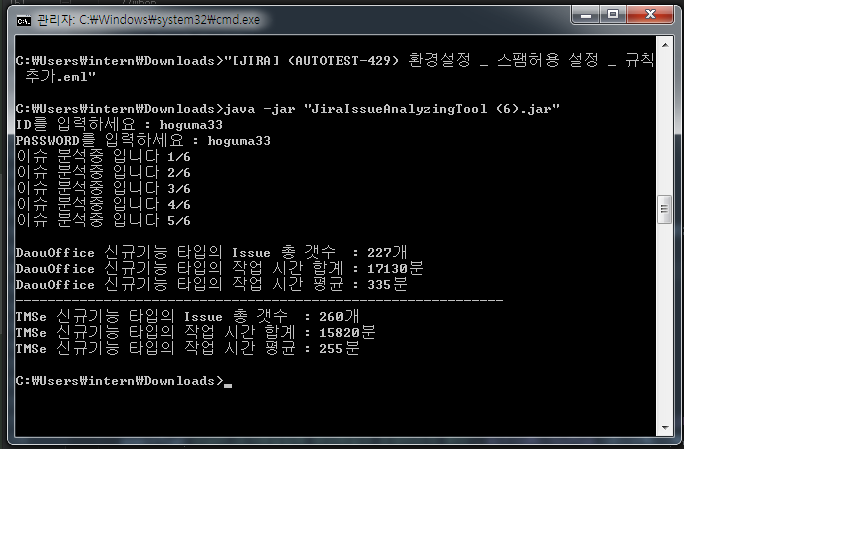 관리자: C:₩Windows₩system32₩cmd.exe
C:₩Users₩intern₩Downloads>"[JIRA] (AUTOTEST-429) 환경설정 _ 스팸허용 설정 _ 규칙
추가.eml"
C:₩Users₩intern₩Downloads>java -jar "JiraIssueAnalyzingTool (6).jar"
ID를 입력하세요 : hoguma33
PASSWORD를 입력하세요 : hoguma33
이슈 분석중 입니다 1/6
이슈 분석중 입니다 2/6
이슈 분석중 입니다 3/6
이슈 분석중 입니다 4/6
이슈 분석중 입니다 5/6
DaouOffice 신규기능 타입의 Issue 총 갯수  : 227개
DaouOffice 신규기능 타입의 작업 시간 합계 : 17130분
DaouOffice 신규기능 타입의 작업 시간 평균 : 335분
-------------------------------------------------------------
TMSe 신규기능 타입의 Issue 총 갯수  : 260개
TMSe 신규기능 타입의 작업 시간 합계 : 15820분
TMSe 신규기능 타입의 작업 시간 평균 : 255분
C:₩Users₩intern₩Downloads>_